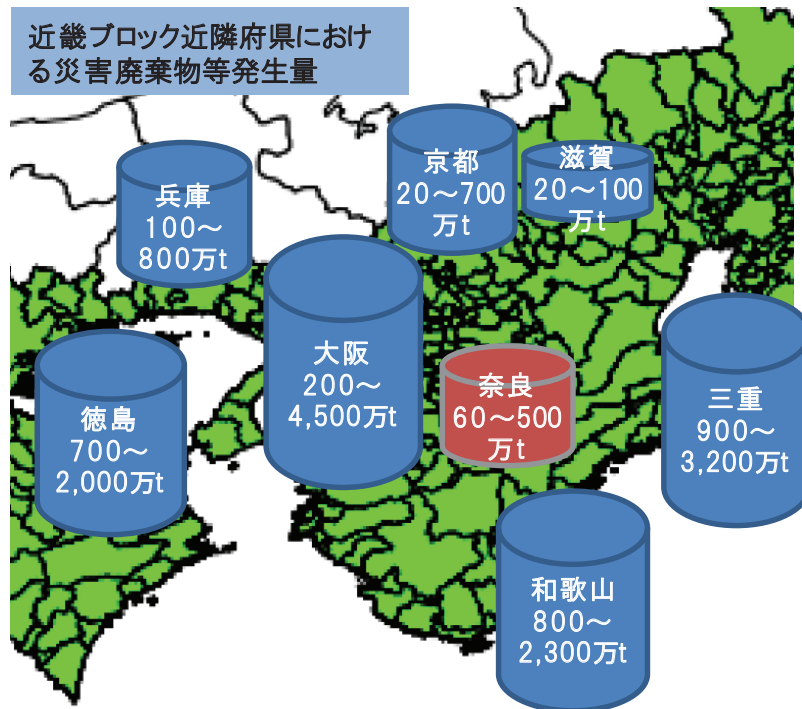 近畿ブロック近隣府県におけ
る災害廃棄物等発生量
京都
20～700
万t
滋賀
20～100
万t
兵庫
100～
800万t
大阪
200～
4,500万t
奈良
60～500
万t
三重
900～
3,200万t
徳島
700～
2,000万t
和歌山
800～
2,300万t